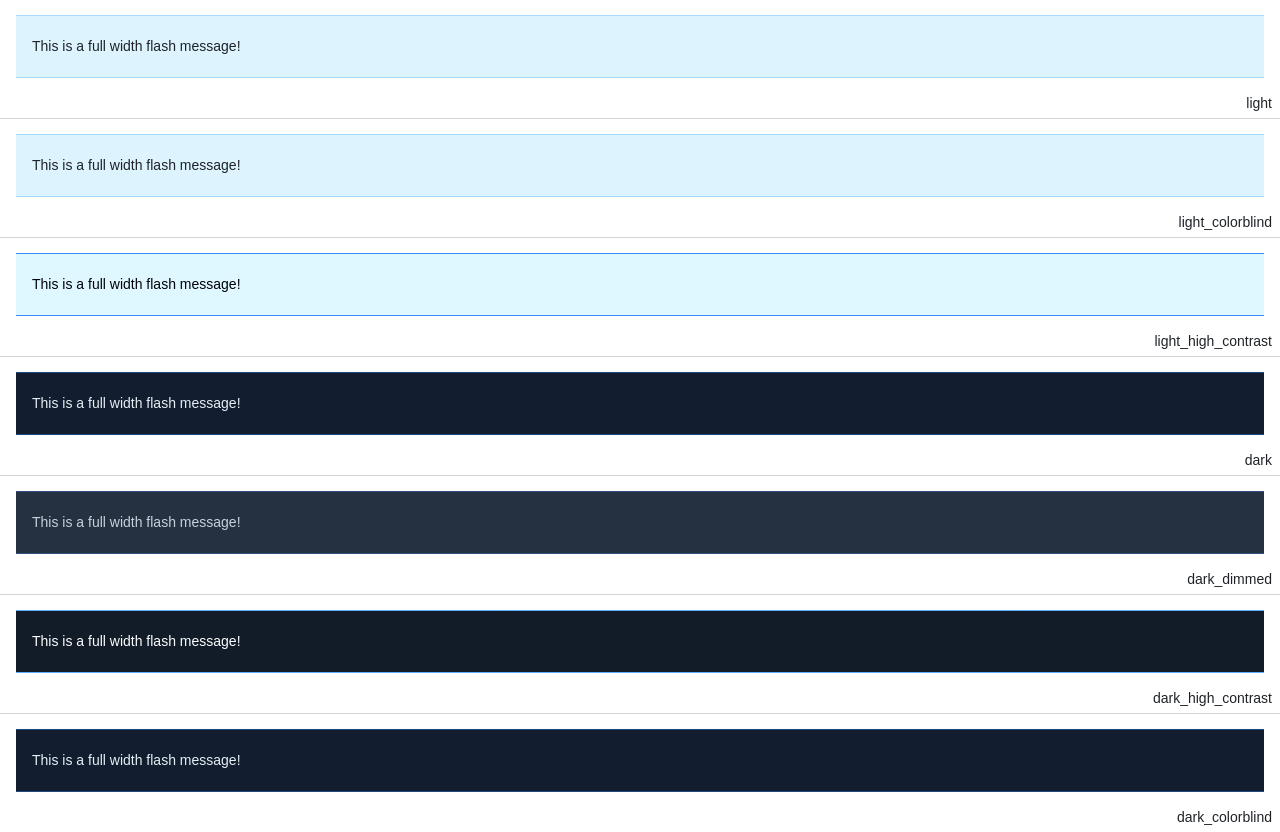 This is a full width flash message!
light
This is a full width flash message!
light_colorblind
This is a full width flash message!
light_high_contrast
This is a full width flash message!
dark
This is a full width flash message!
dark_dimmed
This is a full width flash message!
dark_high_contrast
This is a full width flash message!
dark_colorblind